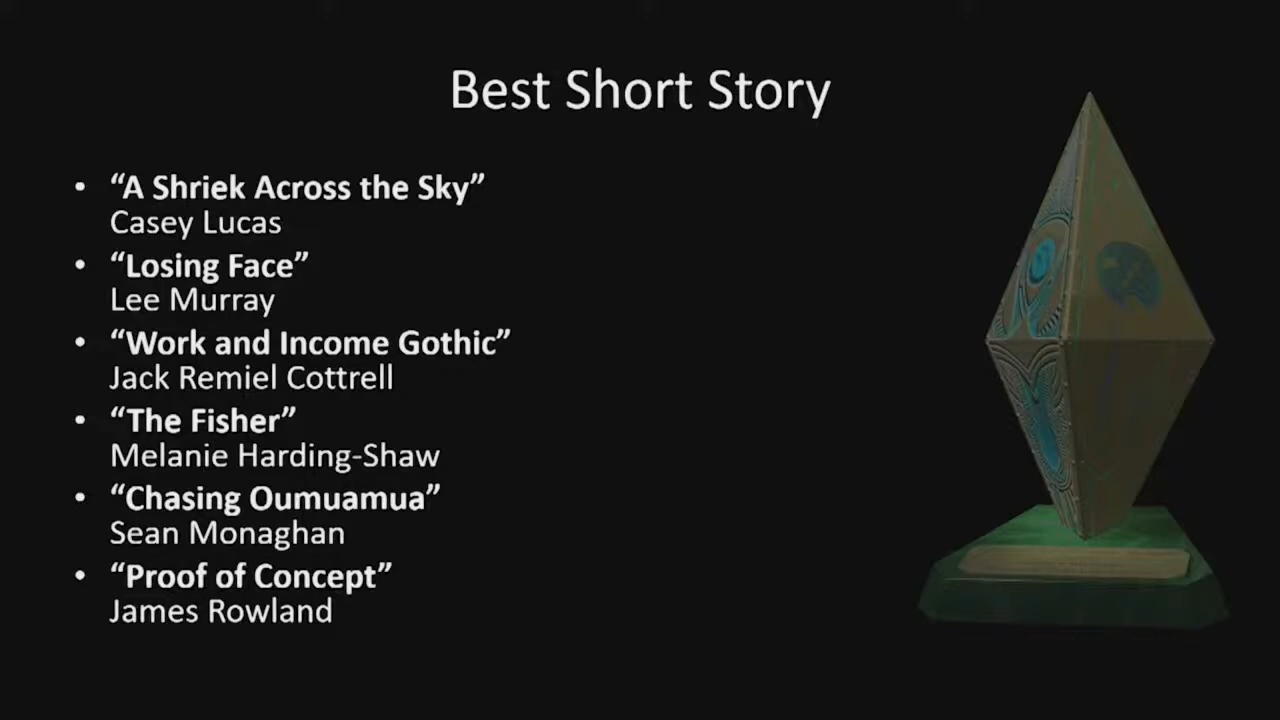 Best Short Story
• “A Shriek Across the Sky”
Casey Lucas
• “Losing Face”
Lee Murray
• “Work and Income Gothic”
Jack Remiel Cottrell
• “The Fisher”
Melanie Harding-Shaw
• “Chasing Oumuamua”
Sean Monaghan
• “Proof of Concept”
James Rowland